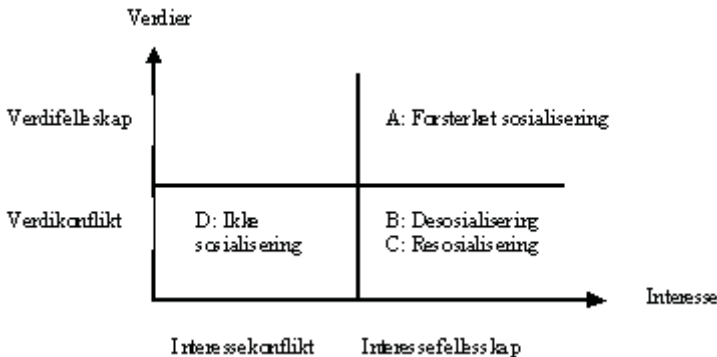 Verdier
Verdifelleskap
A: Forsterket sosialisering
Verdikonflikt
D: Ikke
sosialisering
B: Desosialisering
C: Resosialisering
Interesse
Interessekonflikt
Interessefellesskap